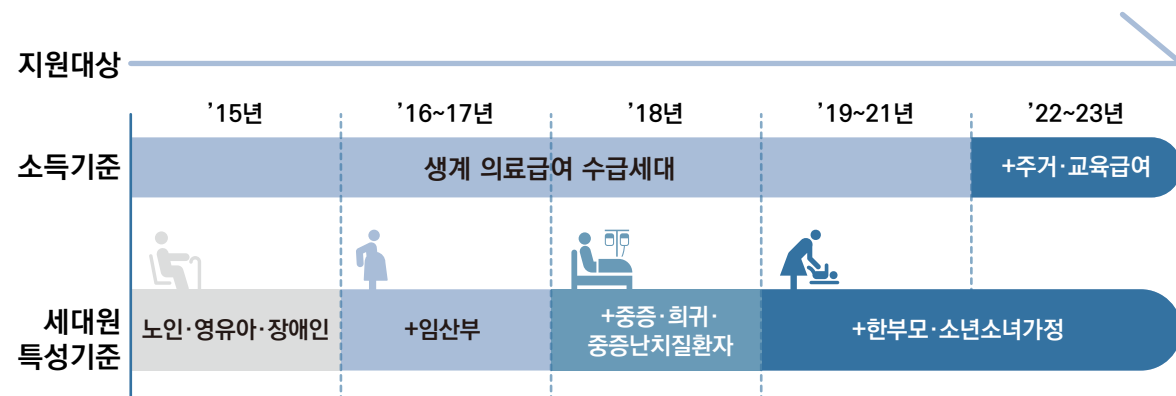 지원대상
’15년
’16~17년
’18년
’19~21년
’22~23년
소득기준
생계 의료급여 수급세대
+주거·교육급여
세대원
특성기준
노인·영유아·장애인
+임산부
+중증·희귀·
중증난치질환자
+한부모·소년소녀가정